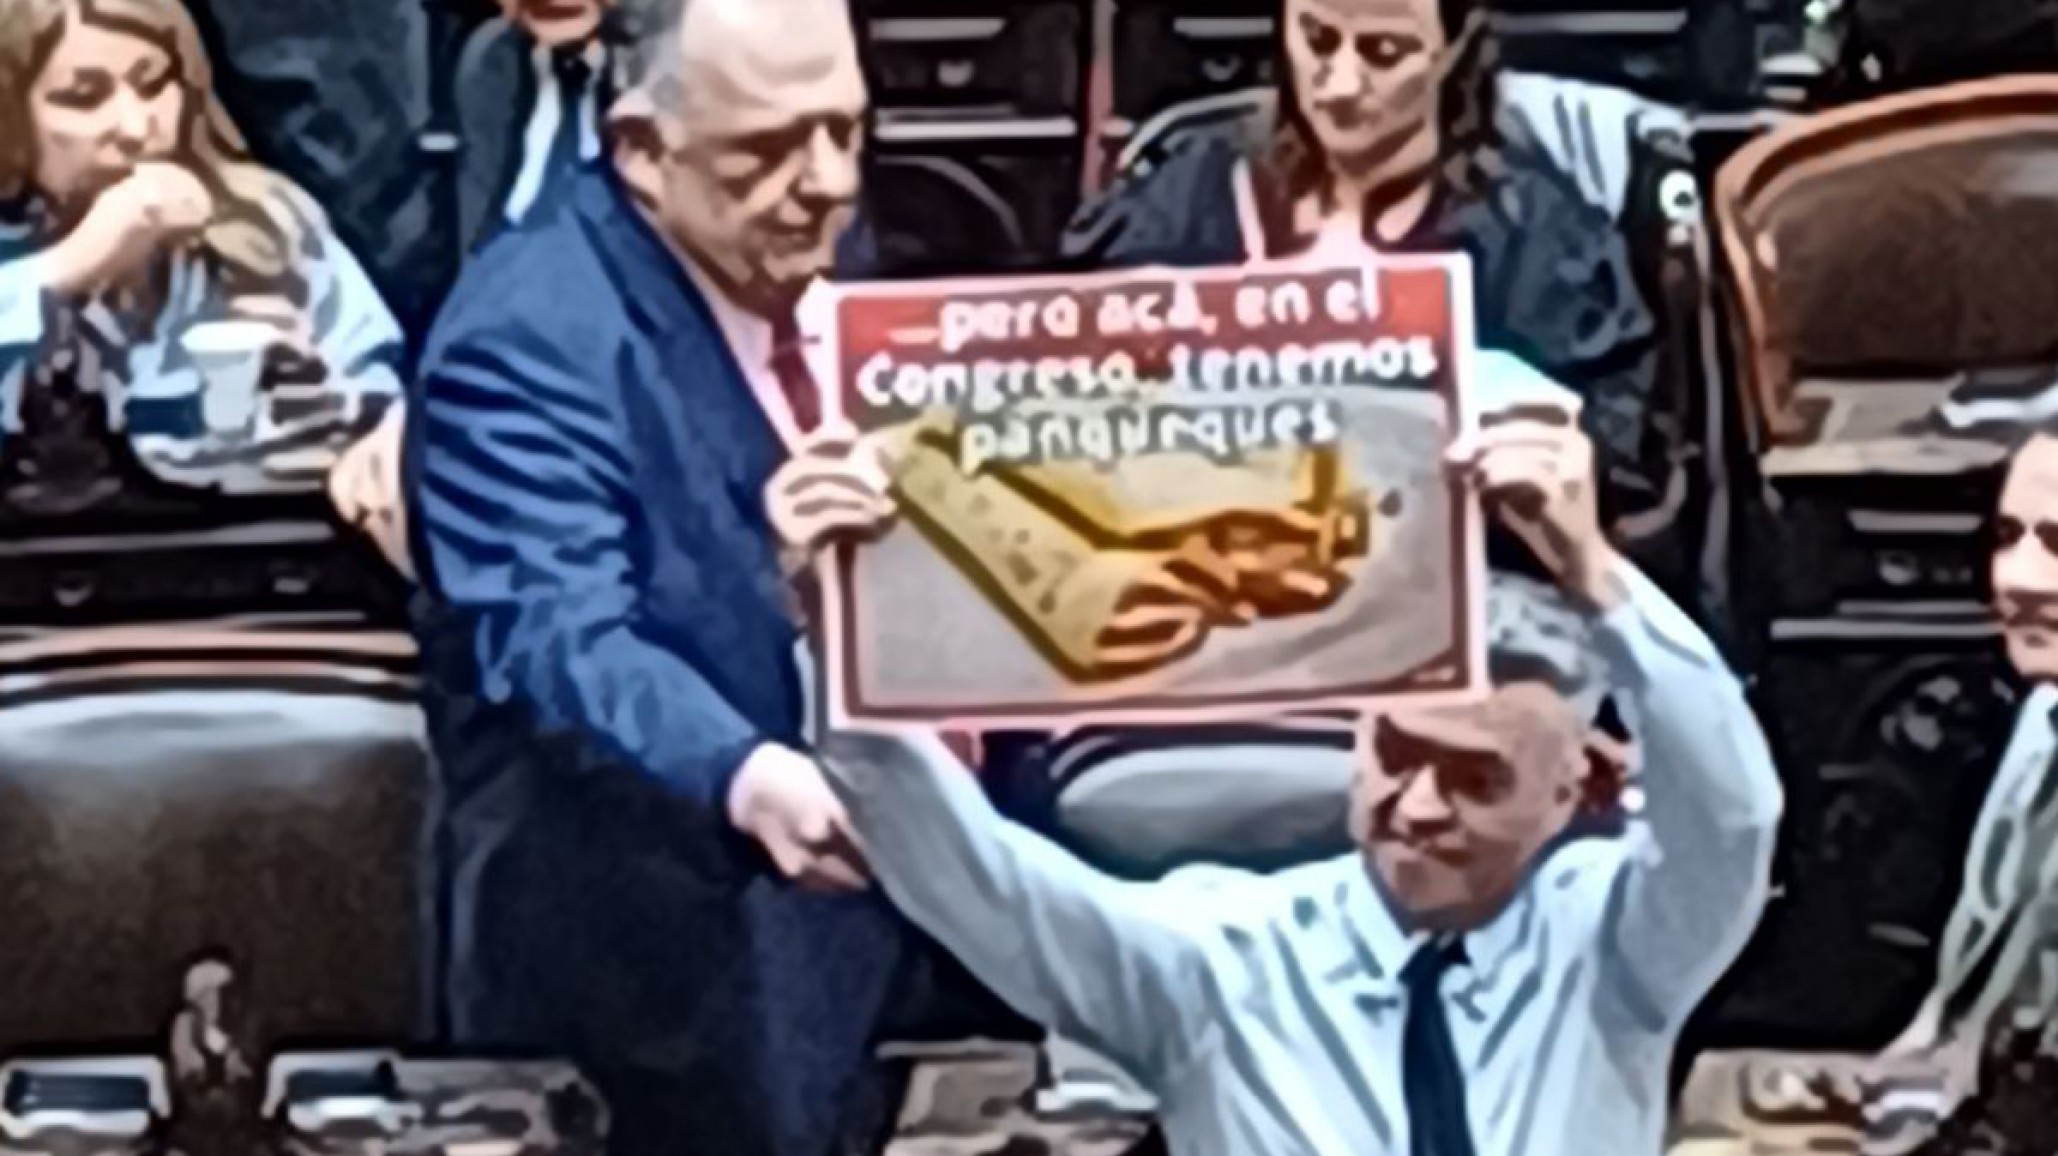 ...pero acá, en el
Congreso, tenemos
panqueques